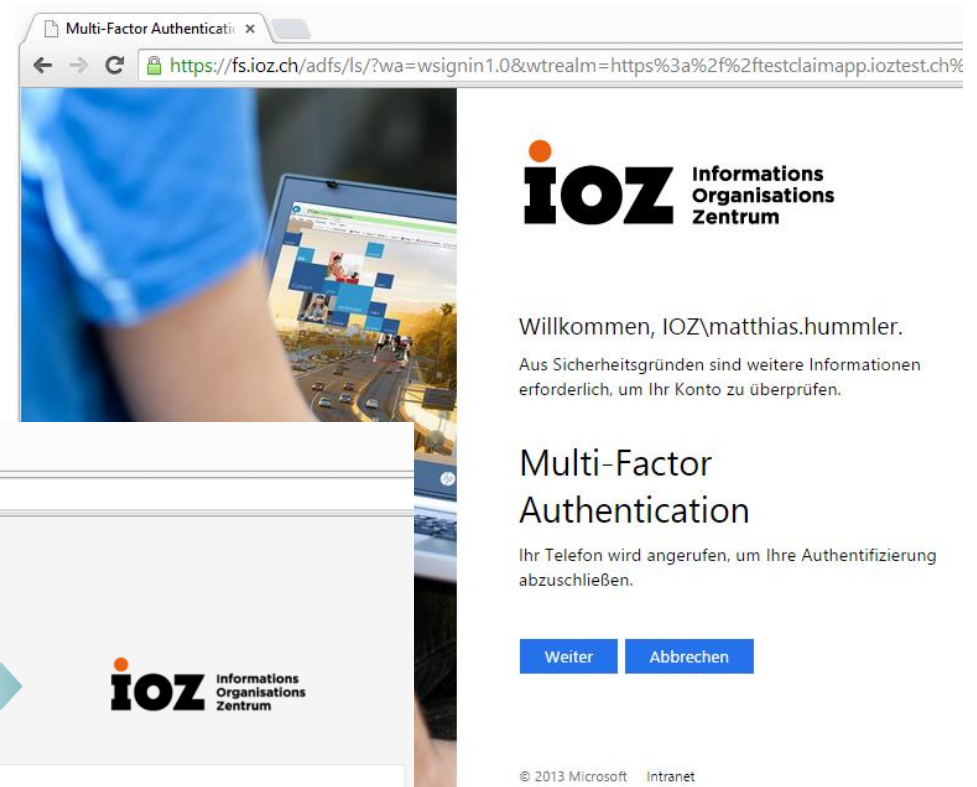 Multi-Factor Authenticatio
https://fs.ioz.ch/adfs/ls/?wa=wsignin1.0&wtrealm=https%3a%2f%2ftestclaimapp.ioztest.ch%
ioz Informations
Organisations
Zentrum
Willkommen, IOZ\matthias.hummler.
Aus Sicherheitsgründen sind weitere Informationen
erforderlich, um Ihr Konto zu überprüfen.
Multi-Factor
Authentication
Ihr Telefon wird angerufen, um Ihre Authentifizierung
abzuschließen.
Weiter Abbrechen
© 2013 Microsoft Intranet
ioz Informations
Organisations
Zentrum